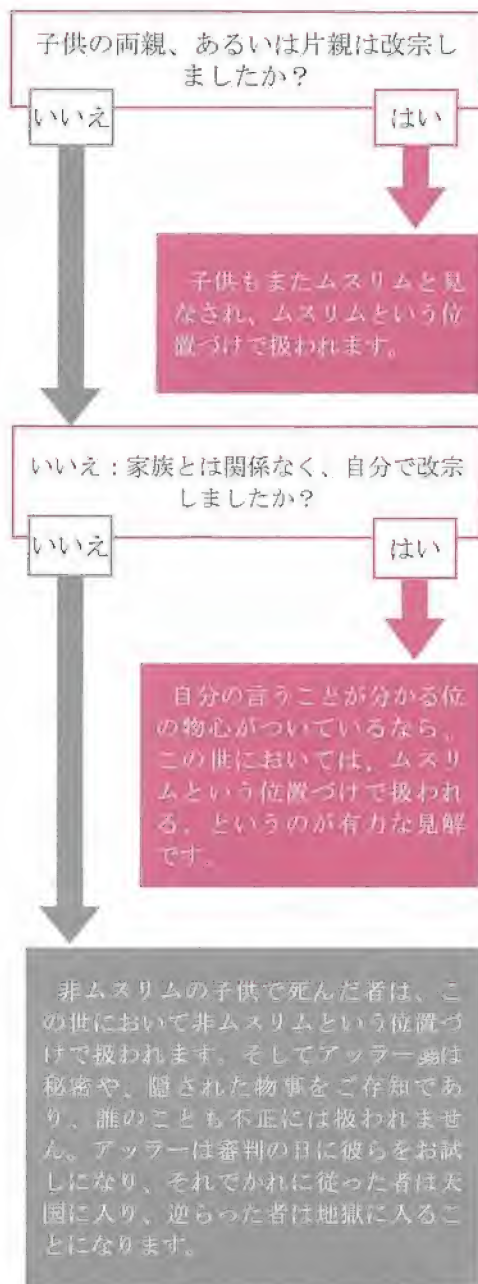 子供の両親、あるいは片親は改宗し
ましたか？
いいえ
はい
子供もまたムスリムと見
なされ、ムスリムという位
置づけで扱われます。
いいえ：家族とは関係なく、自分で改宗
しましたか？
いいえ
はい
自分の言うことが分かる位
の物心がついているなら、
この世においては、ムスリ
ムという位置づけで扱われ
る、というのが有力な見解
です。
非ムスリムの子供で死んだ者は、こ
の世において非ムスリムという位置づ
けで扱われます。そしてアッラーは
秘密や、隠された物事をご存知であ
り、誰のことも不正には扱われませ
ん。アッラーは審判の日に彼らをお試
しになり、それでかれに従った者は天
国に入り、逆らった者は地獄に入るこ
とになります。